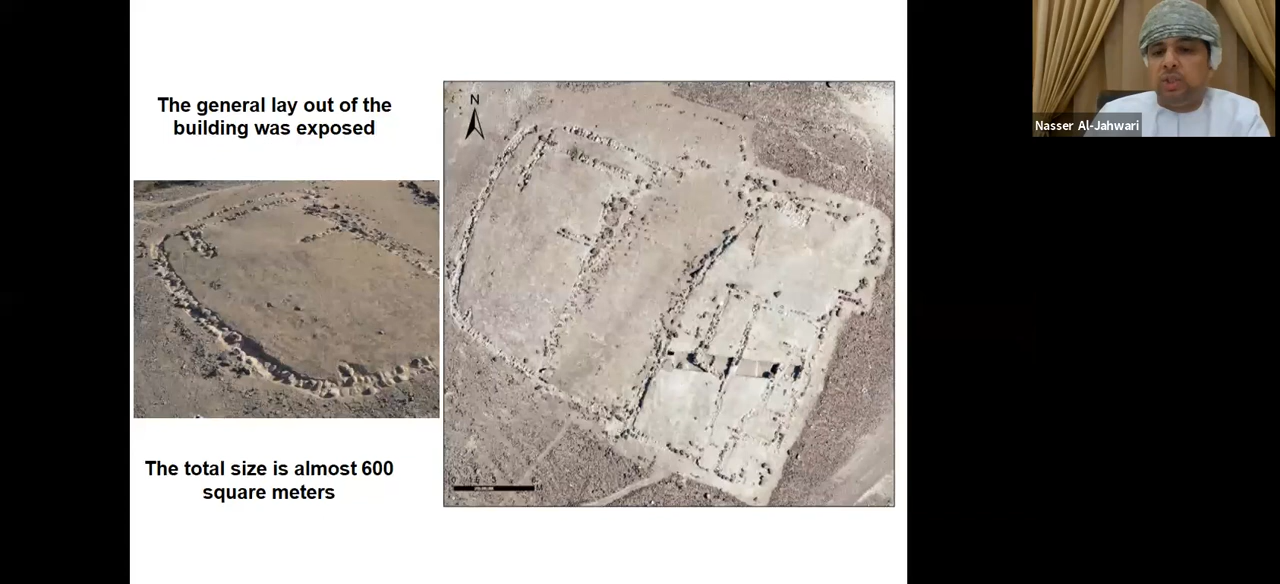 The general lay out of the
building was exposed
The total size is almost 600
square meters
N
Nasser Al-Jahwari